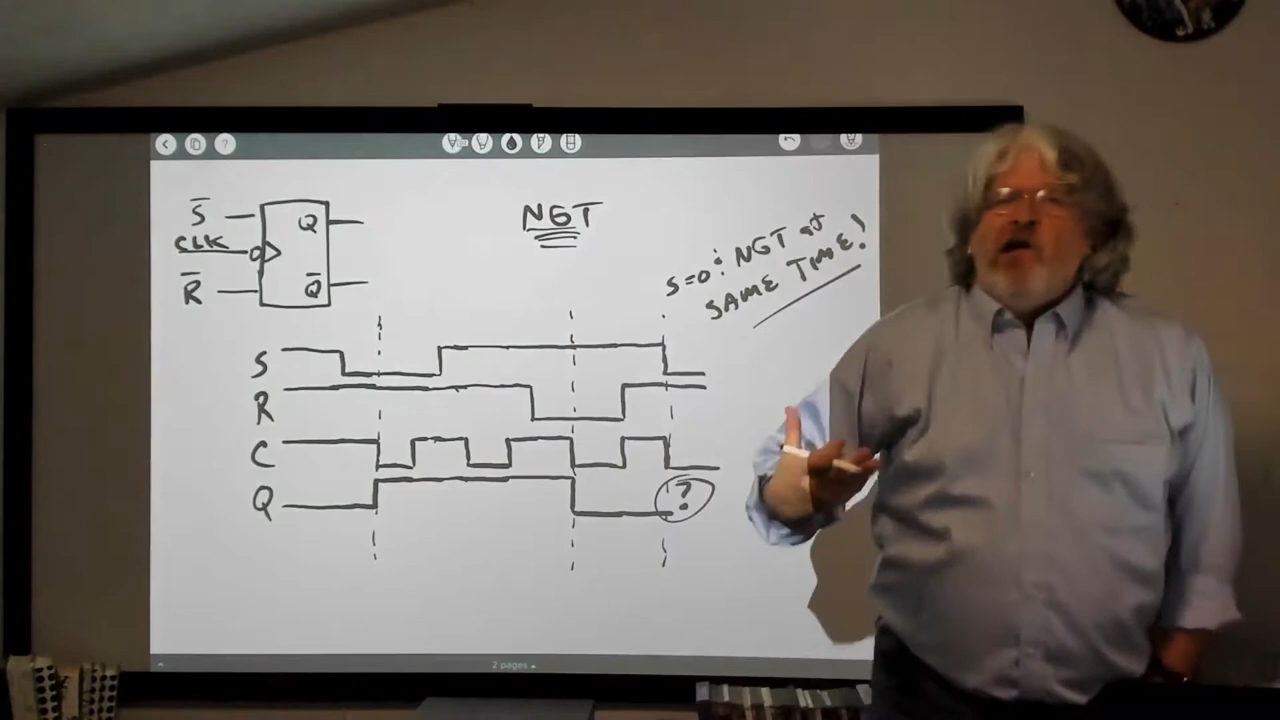 S̅
CLK
R̅
Q
Q̅
NGT
S=0 & NGT at
SAME TIME!
S
R
C
Q
?
2 pages